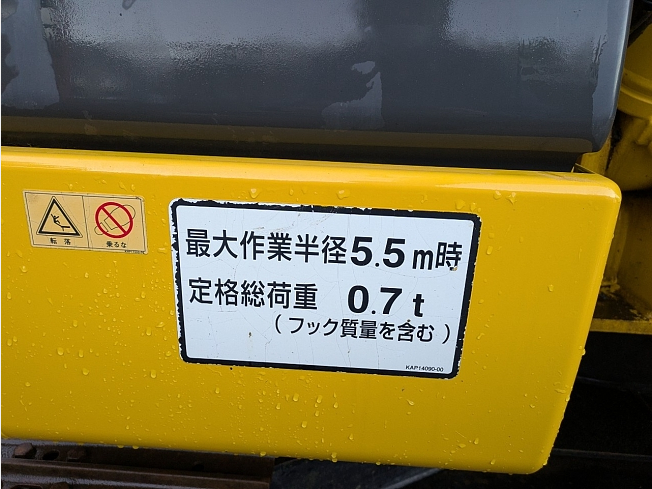 転落
乗るな
最大作業半径5.5m時
定格総荷重 0.7t
(フック質量を含む)
KAP14090-00